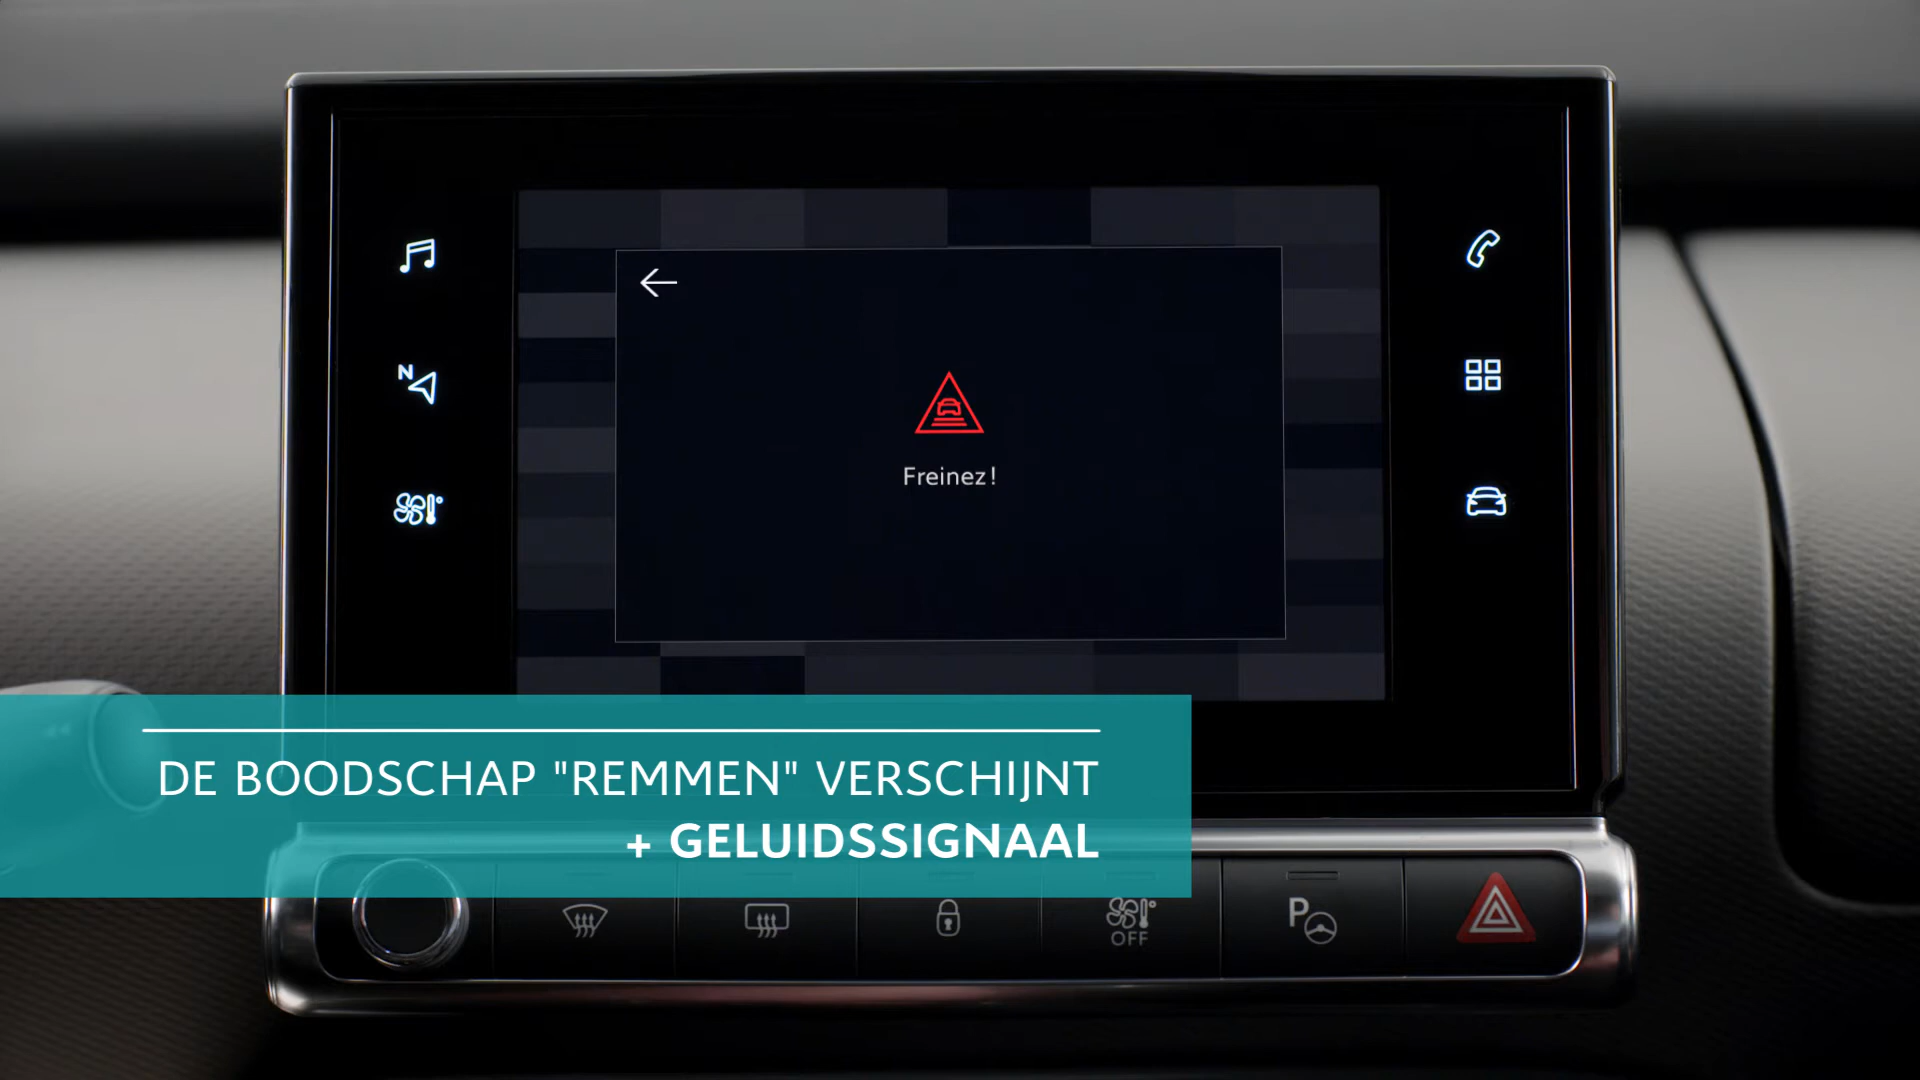 N
Freinez !
DE BOODSCHAP "REMMEN" VERSCHIJNT
+ GELUIDSSIGNAAL
OFF
P